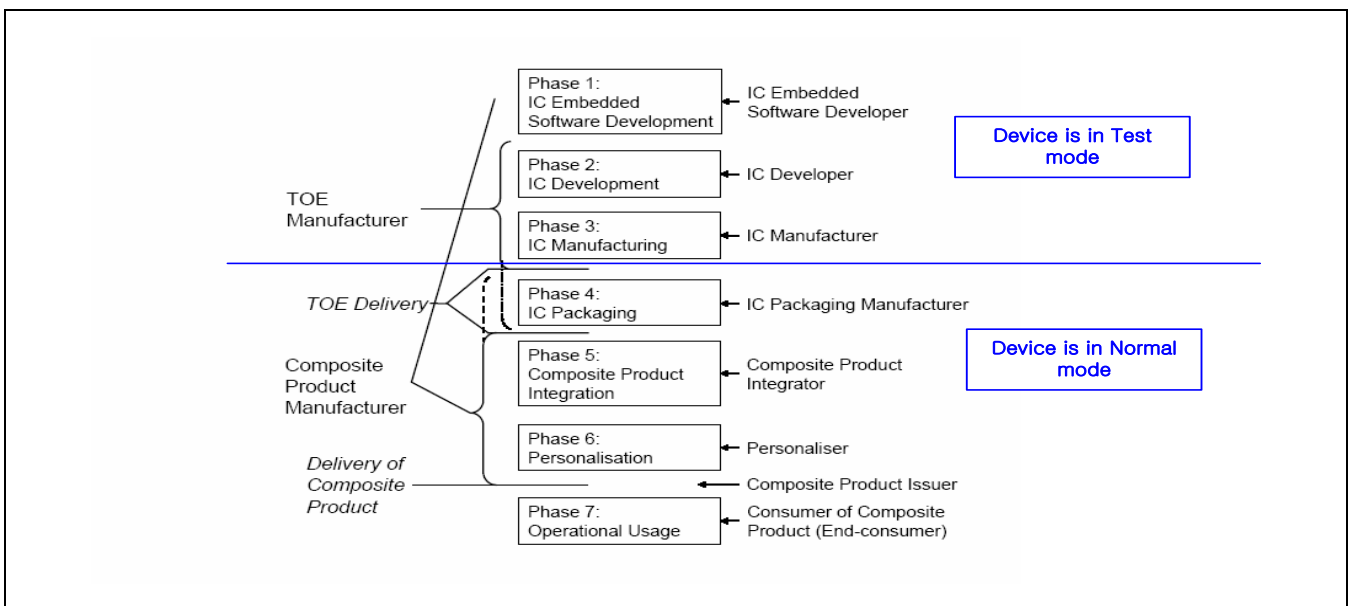 Phase 1:
IC Embedded
Software Development
IC Embedded
Software Developer
Device is in Test
mode
Phase 2:
IC Development
IC Developer
TOE
Manufacturer
Phase 3:
IC Manufacturing
IC Manufacturer
TOE Delivery
Phase 4:
IC Packaging
IC Packaging Manufacturer
Device is in Normal
mode
Composite
Product
Manufacturer
Phase 5:
Composite Product
Integration
Composite Product
Integrator
Phase 6:
Personalisation
Personaliser
Delivery of
Composite
Product
Composite Product Issuer
Phase 7:
Operational Usage
Consumer of Composite
Product (End-consumer)